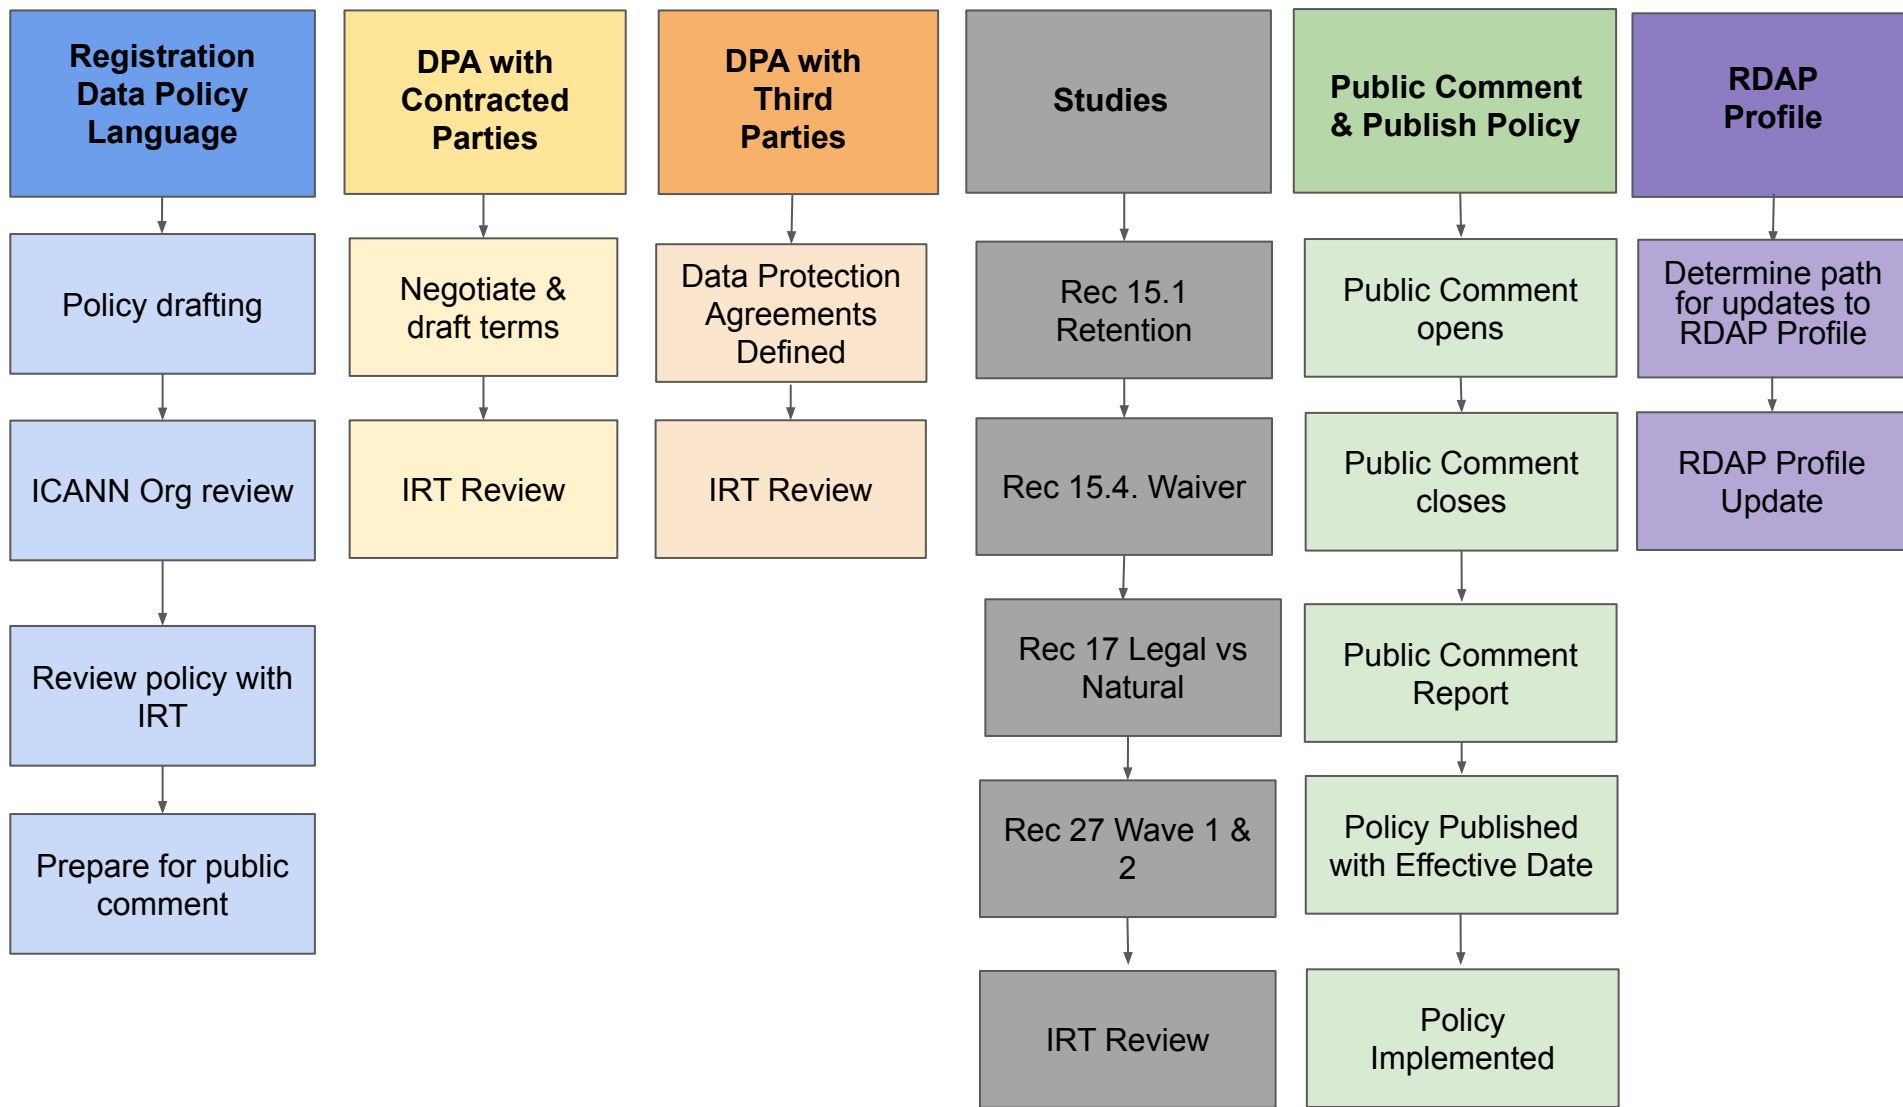 Registration
Data Policy
Language
Policy drafting
ICANN Org review
Review policy with
IRT
Prepare for public
comment
DPA with
Contracted
Parties
Negotiate &
draft terms
IRT Review
DPA with
Third
Parties
Data Protection
Agreements
Defined
IRT Review
Studies
Rec 15.1
Retention
Rec 15.4. Waiver
Rec 17 Legal vs
Natural
Rec 27 Wave 1 &
2
IRT Review
Public Comment
& Publish Policy
Public Comment
opens
Public Comment
closes
Public Comment
Report
Policy Published
with Effective Date
Policy
Implemented
RDAP
Profile
Determine path
for updates to
RDAP Profile
RDAP Profile
Update